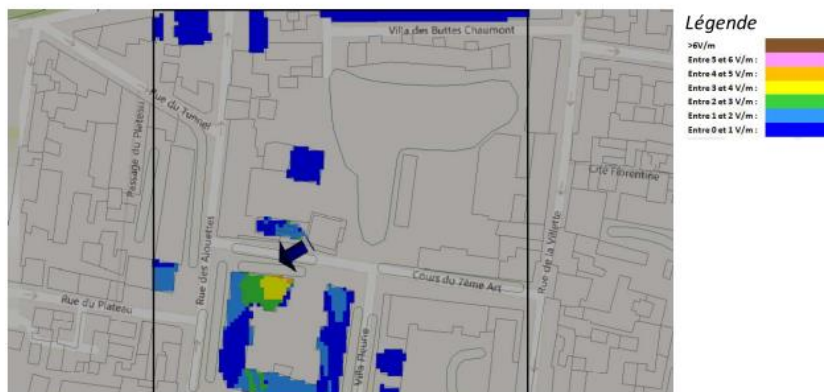 Légende
>6V/m
Entre 5 et 6 V/m :
Entre 4 et 5 V/m :
Entre 3 et 4 V/m :
Entre 2 et 3 V/m :
Entre 1 et 2 V/m :
Entre 0 et 1 V/m :
Villa des Buttes Chaumont
Rue du Tunnel
Passage du Plateau
Cité Florentine
Rue des Alouettes
Rue de la Villette
Cours du 7ème Art
Rue du Plateau
Villa Fleurie